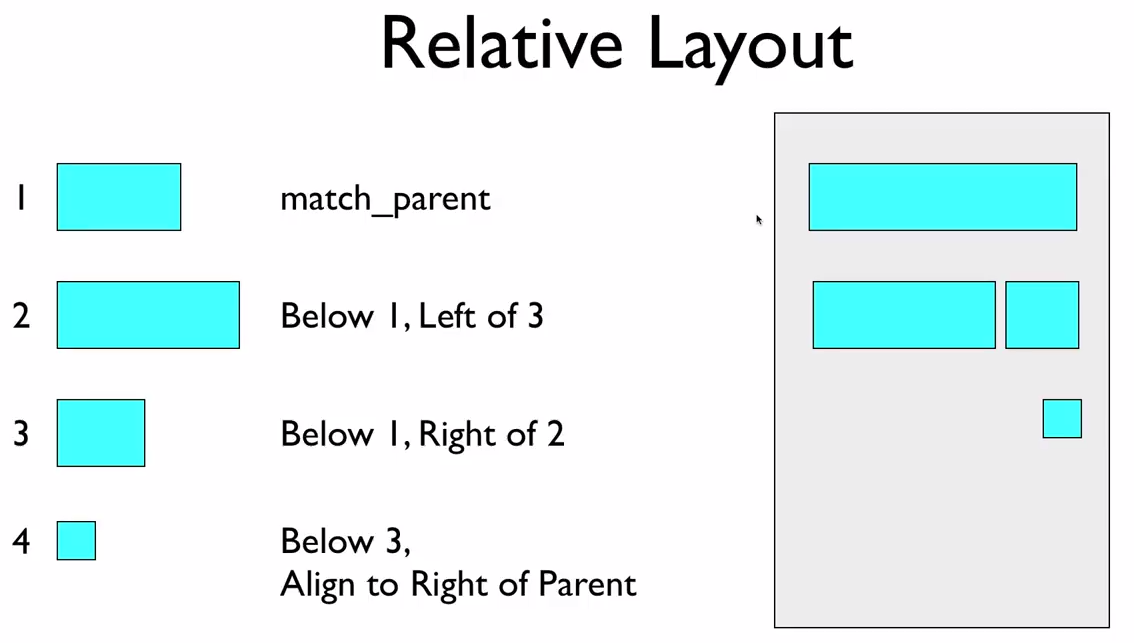 Relative Layout
1 match_parent
2 Below 1, Left of 3
3 Below 1, Right of 2
4 Below 3,
Align to Right of Parent